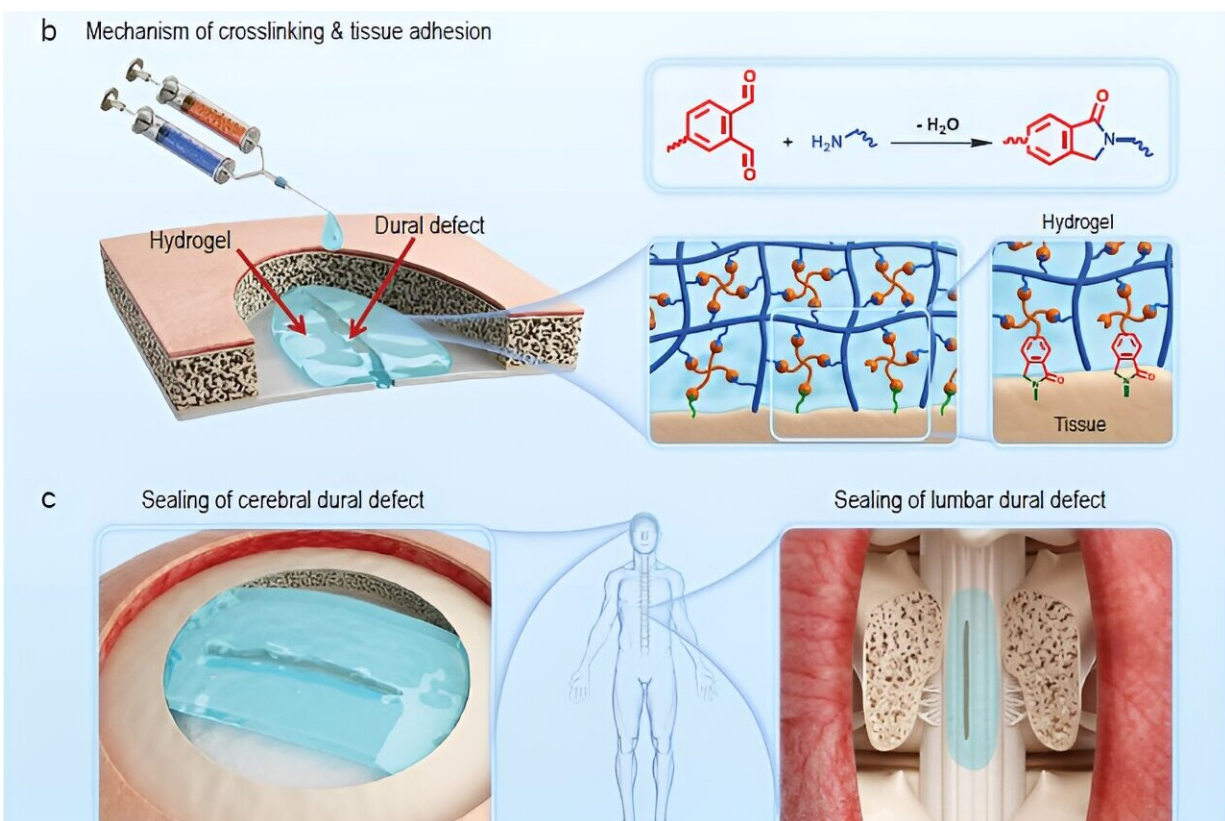 b Mechanism of crosslinking & tissue adhesion
O
O
+
H₂N
- H₂O
O
N
Hydrogel
Dural defect
Hydrogel
N
O
N
O
Tissue
c Sealing of cerebral dural defect
Sealing of lumbar dural defect